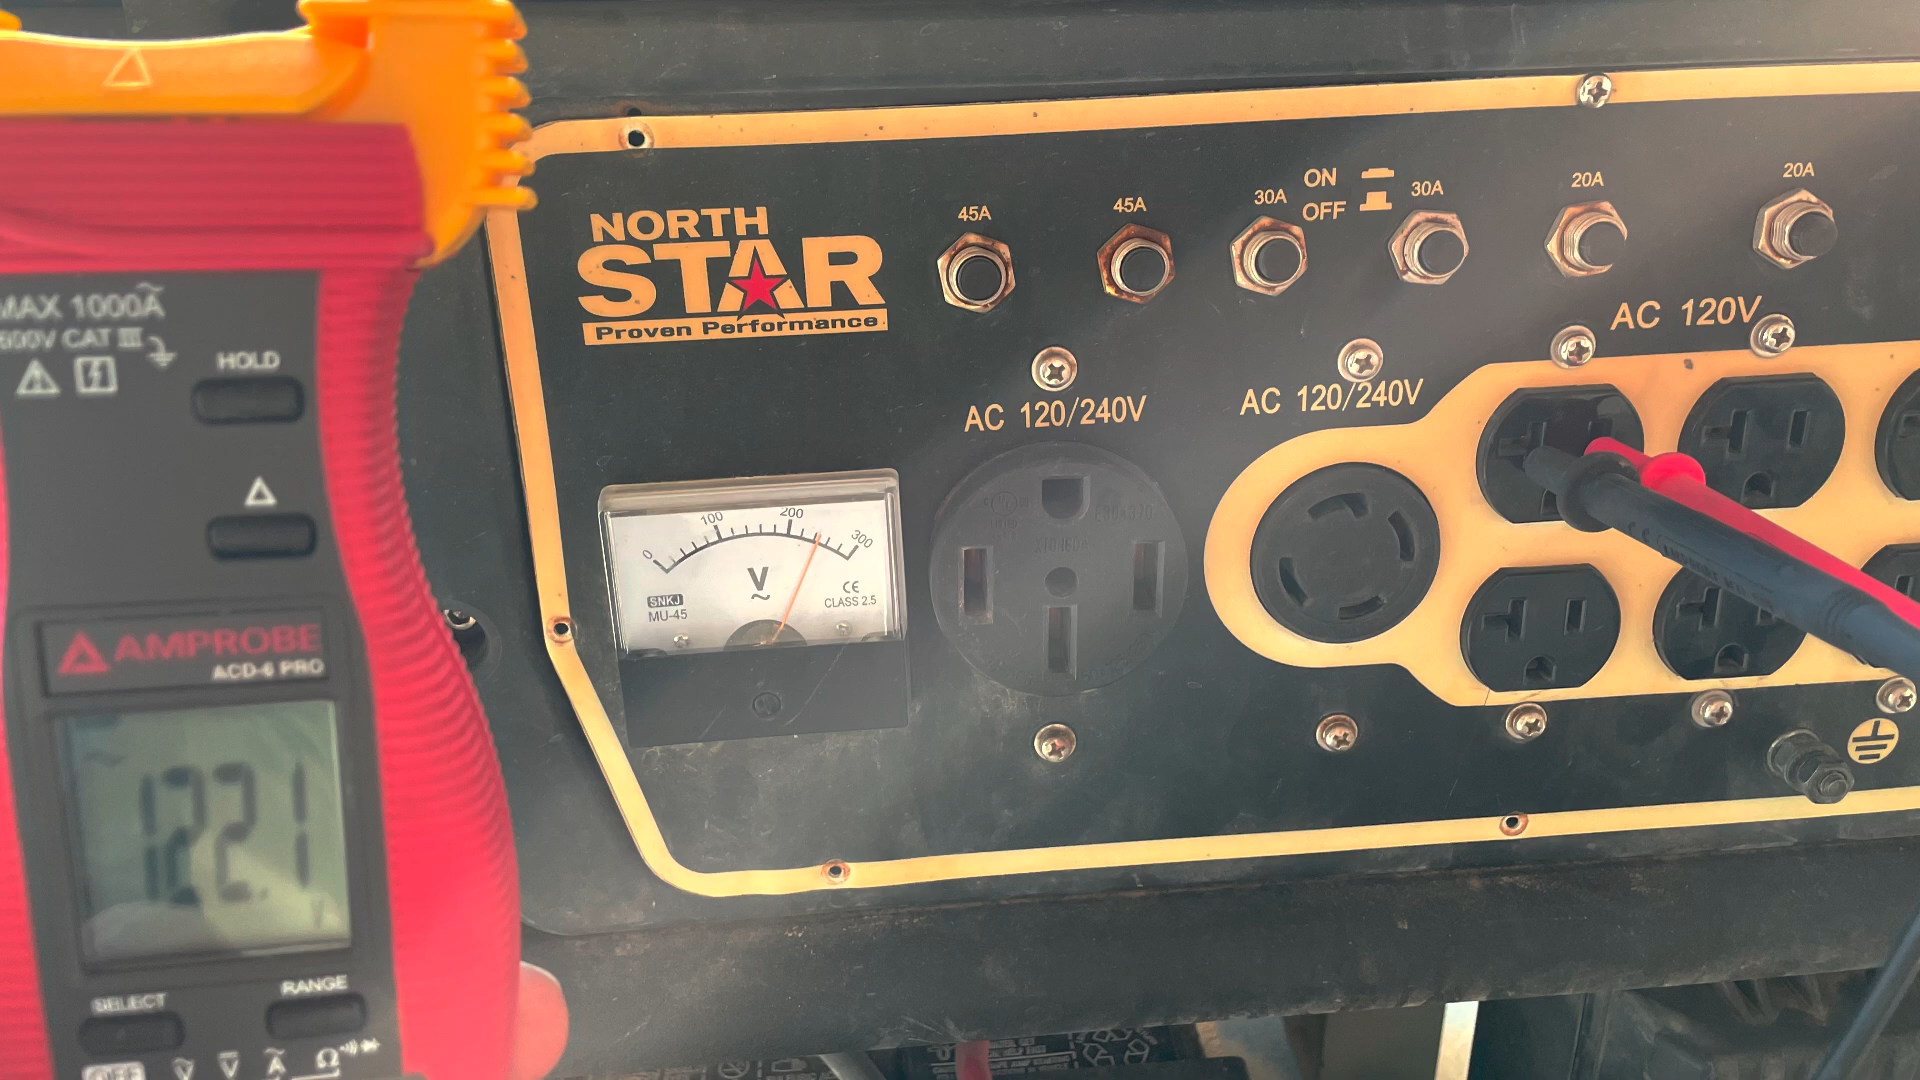 MAX 1000A
600V CAT III
HOLD
AMPROBE
ACD-6 PRO
122.1
V
SELECT
RANGE
OFF
V
V
A
Ω
NORTH
STAR
Proven Performance
45A
45A
30A
ON
OFF
30A
20A
20A
AC 120V
AC 120/240V
AC 120/240V
0
100
200
300
V
SNKJ
MU-45
CE
CLASS 2.5